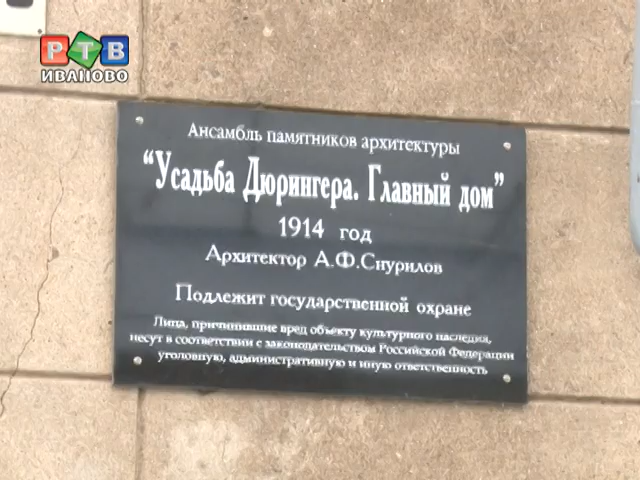 РТВ
ИВАНОВО
Ансамбль памятников архитектуры
“Усадьба Дюрингера. Главный дом”
1914 год
Архитектор А.Ф.Снурилов
Подлежит государственной охране
Лица, причинившие вред объекту культурного наследия,
несут в соответствии с законодательством Российской Федерации
уголовную, административную и иную ответственность